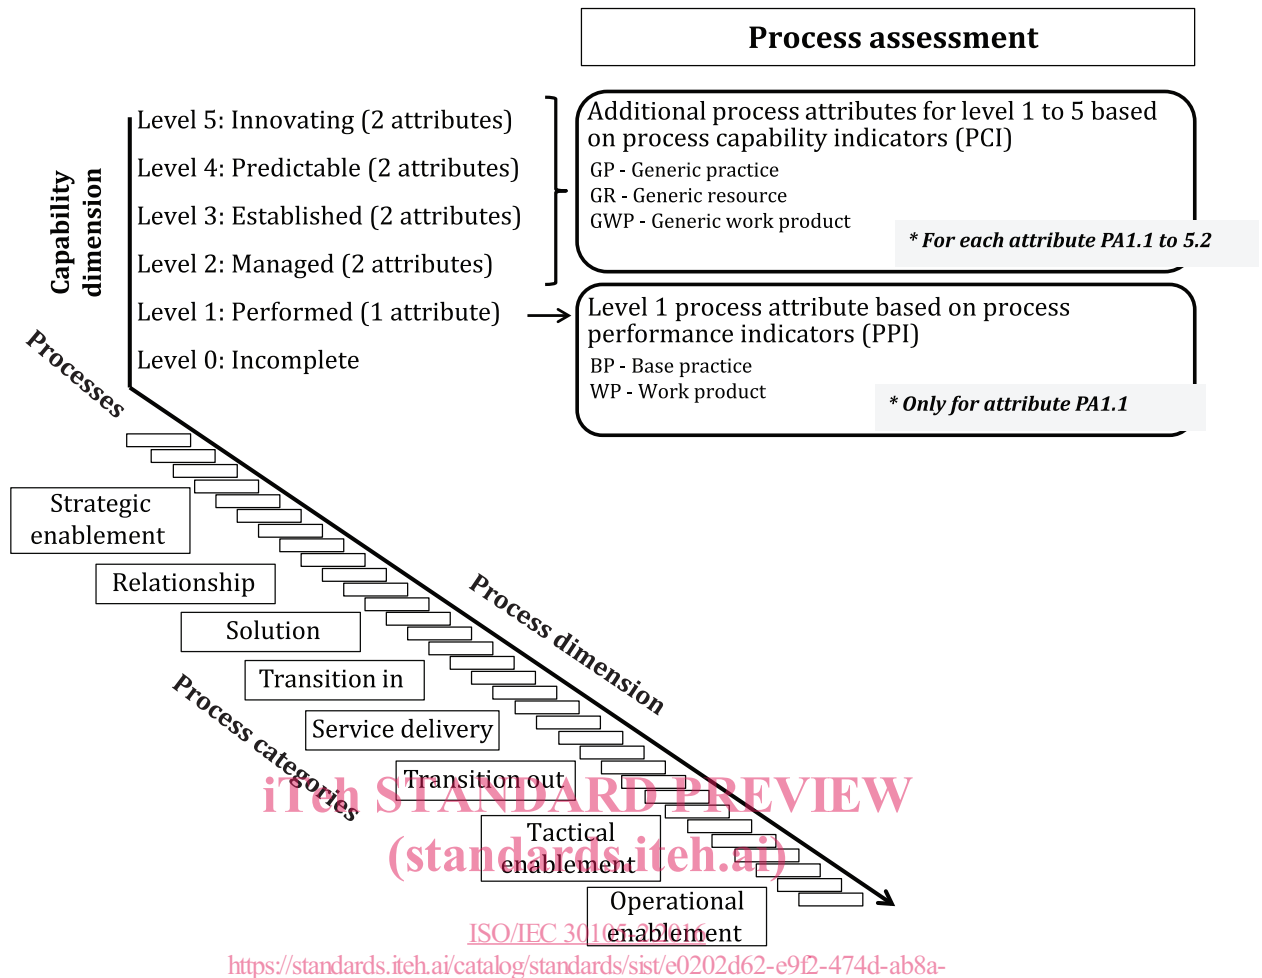 Process assessment
Level 5: Innovating (2 attributes)
Level 4: Predictable (2 attributes)
Level 3: Established (2 attributes)
Level 2: Managed (2 attributes)
Level 1: Performed (1 attribute)
Level 0: Incomplete
Capability
dimension
Additional process attributes for level 1 to 5 based
on process capability indicators (PCI)
GP - Generic practice
GR - Generic resource
GWP - Generic work product
* For each attribute PA1.1 to 5.2
Level 1 process attribute based on process
performance indicators (PPI)
BP - Base practice
WP - Work product
* Only for attribute PA1.1
Processes
Process dimension
Process categories
Strategic
enablement
Relationship
Solution
Transition in
Service delivery
Transition out
Tactical
enablement
Operational
enablement
iTeh STANDARD PREVIEW
(standards.iteh.ai)
ISO/IEC 30105-2:2016
https://standards.iteh.ai/catalog/standards/sist/e0202d62-e9f2-474d-ab8a-